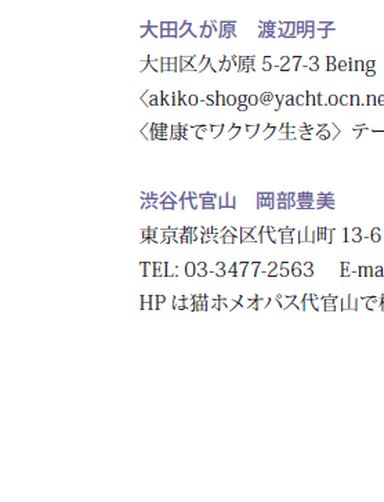 大田久が原　渡辺明子
大田区久が原 5-27-3 Being
〈akiko-shogo@yacht.ocn.ne
〈健康でワクワク生きる〉テー
渋谷代官山　岡部豊美
東京都渋谷区代官山町 13-6
TEL: 03-3477-2563　E-ma
HP は猫ホメオパス代官山で